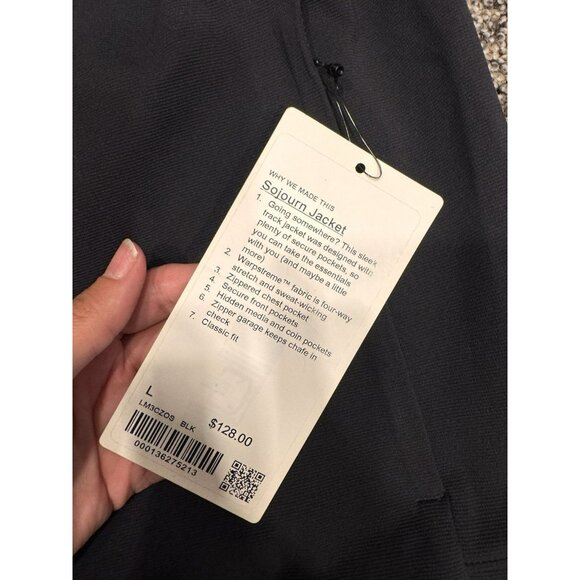 WHY WE MADE THIS
Sojourn Jacket
1. Going somewhere? This sleek
track jacket was designed with
plenty of secure pockets, so
you can take the essentials
with you (and maybe a little
more)
2. Warpstreme™ fabric is four-way
stretch and sweat-wicking
3. Zippered chest pocket
4. Secure front pockets
5. Hidden media and coin pockets
6. Zipper garage keeps chafe in
check
7. Classic fit
L
LM3CZOS BLK
$128.00
000136275213